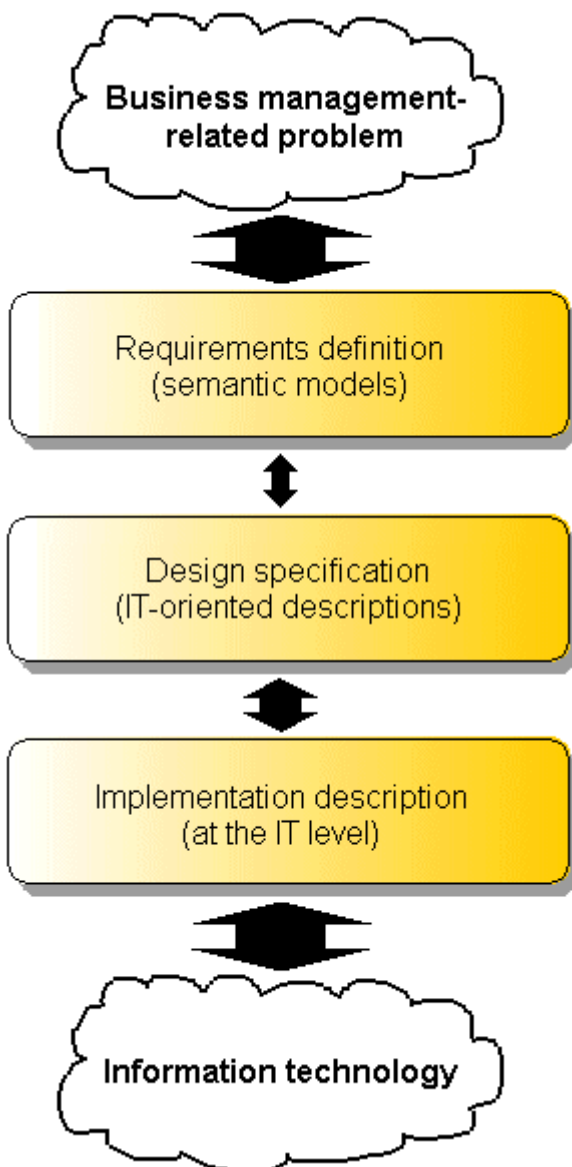 Business management-
related problem
Requirements definition
(semantic models)
Design specification
(IT-oriented descriptions)
Implementation description
(at the IT level)
Information technology